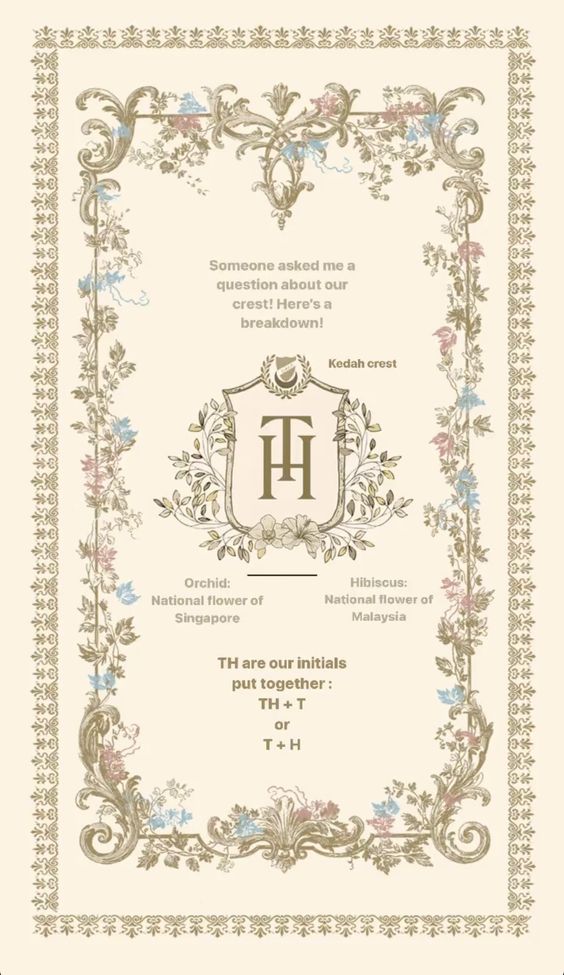 Someone asked me a
question about our
crest! Here's a
breakdown!
Kedah crest
TH
Orchid:
National flower of
Singapore
Hibiscus:
National flower of
Malaysia
TH are our initials
put together :
TH + T
or
T + H